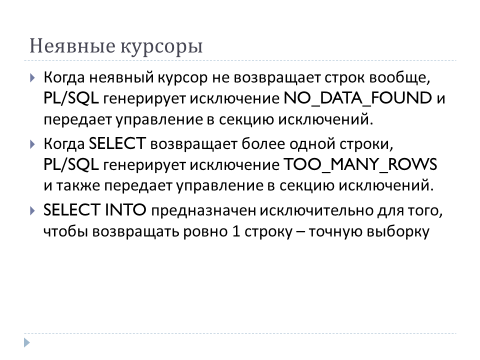 Неявные курсоры
Когда неявный курсор не возвращает строк вообще,
PL/SQL генерирует исключение NO_DATA_FOUND и
передает управление в секцию исключений.
Когда SELECT возвращает более одной строки,
PL/SQL генерирует исключение TOO_MANY_ROWS
и также передает управление в секцию исключений.
SELECT INTO предназначен исключительно для того,
чтобы возвращать ровно 1 строку – точную выборку